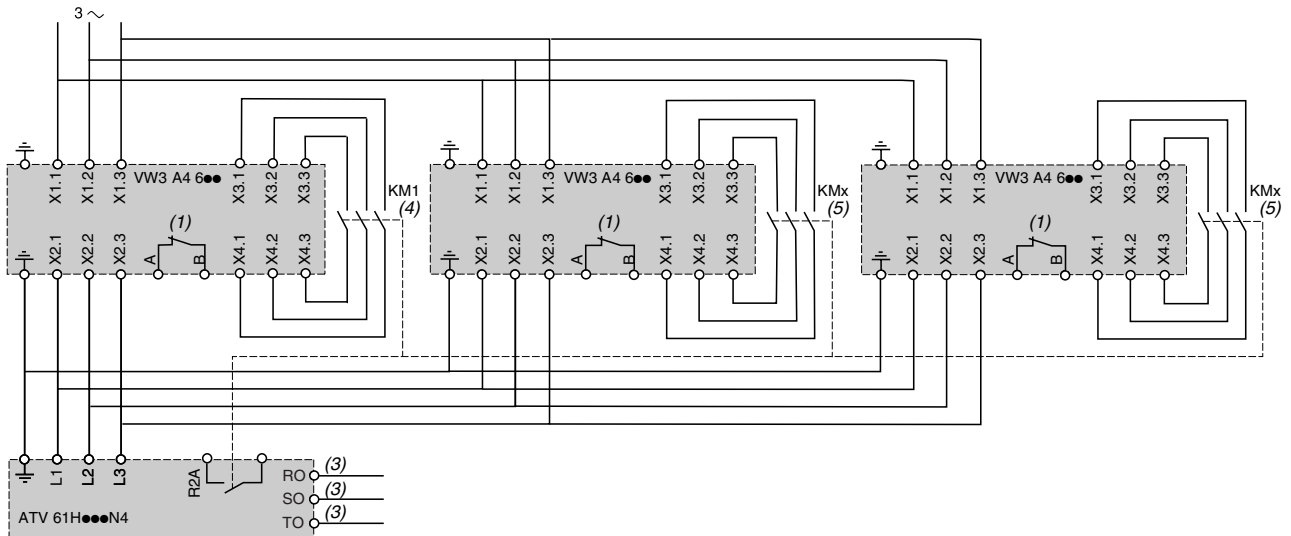 3 ~
X1.1 X1.2 X1.3 VW3 A4 6●● X3.1 X3.2 X3.3
KM1
(4)
(1)
X2.1 X2.2 X2.3 A B X4.1 X4.2 X4.3
X1.1 X1.2 X1.3 VW3 A4 6●● X3.1 X3.2 X3.3
KMx
(5)
(1)
X2.1 X2.2 X2.3 A B X4.1 X4.2 X4.3
X1.1 X1.2 X1.3 VW3 A4 6●● X3.1 X3.2 X3.3
KMx
(5)
(1)
X2.1 X2.2 X2.3 A B X4.1 X4.2 X4.3
L1 L2 L3 R2A
RO (3)
SO (3)
TO (3)
ATV 61H●●●N4